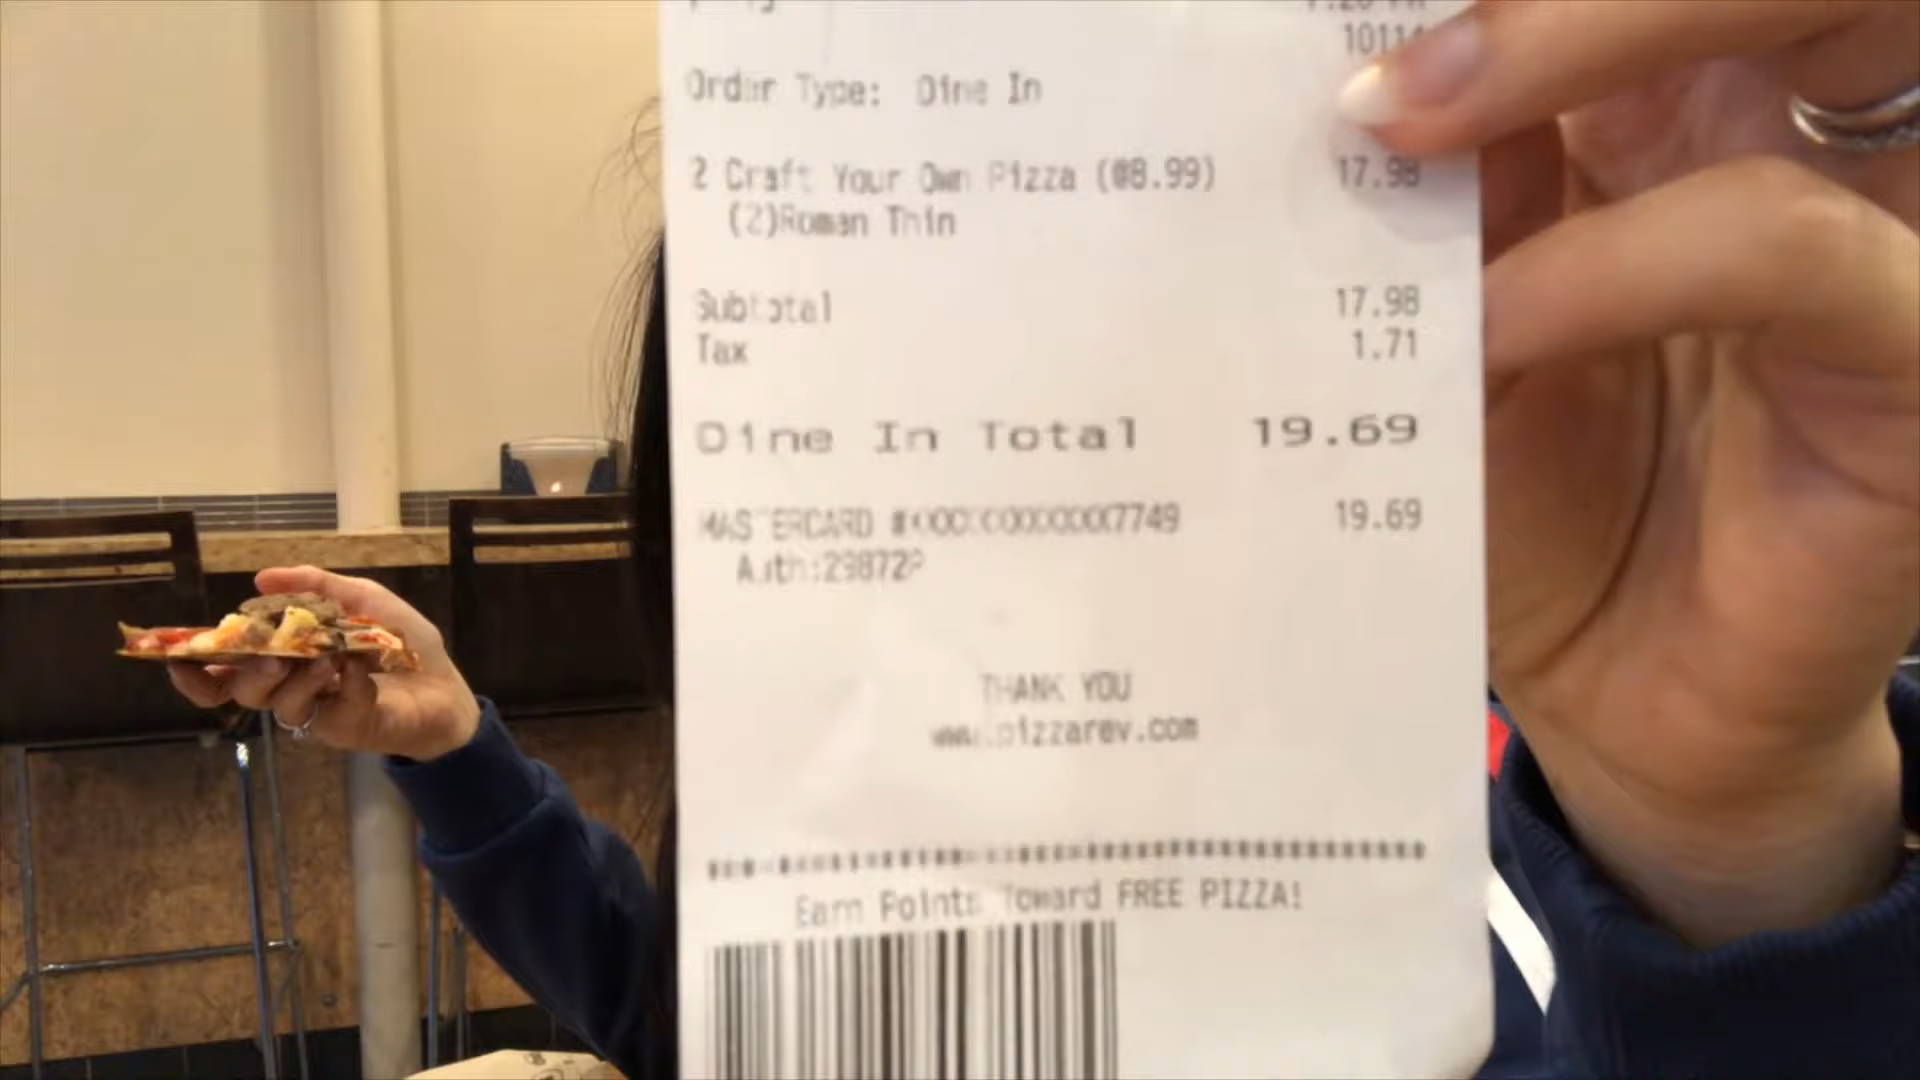 10114
Order Type: Dine In
2 Craft Your Own Pizza (@8.99) 17.98
(2)Roman Thin
Subtotal 17.98
Tax 1.71
Dine In Total 19.69
MASTERCARD #XXXXXXXXXXXX7749 19.69
Auth:29872P
THANK YOU
www.pizzarev.com
Earn Points Toward FREE PIZZA!